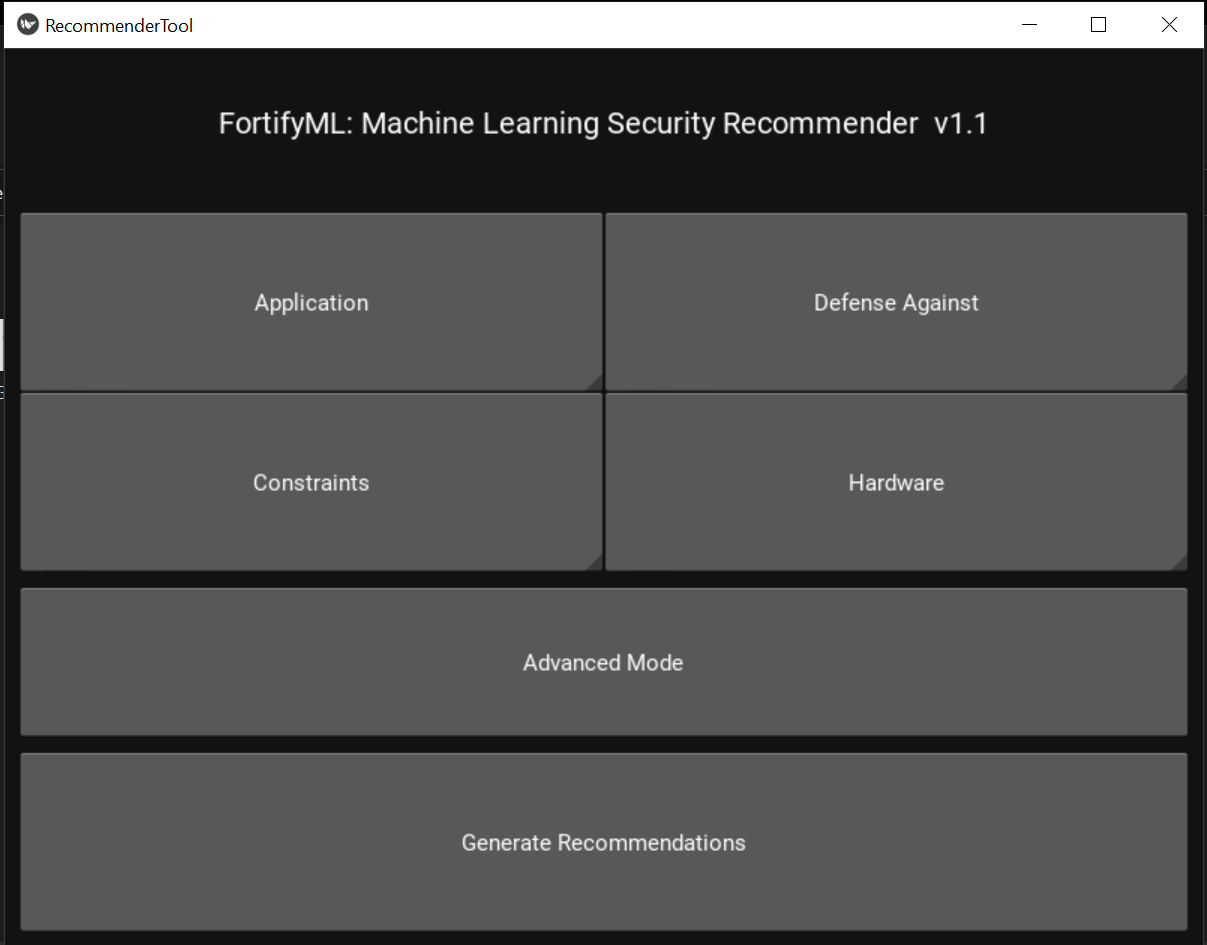 RecommenderTool
FortifyML: Machine Learning Security Recommender  v1.1
Application
Defense Against
Constraints
Hardware
Advanced Mode
Generate Recommendations